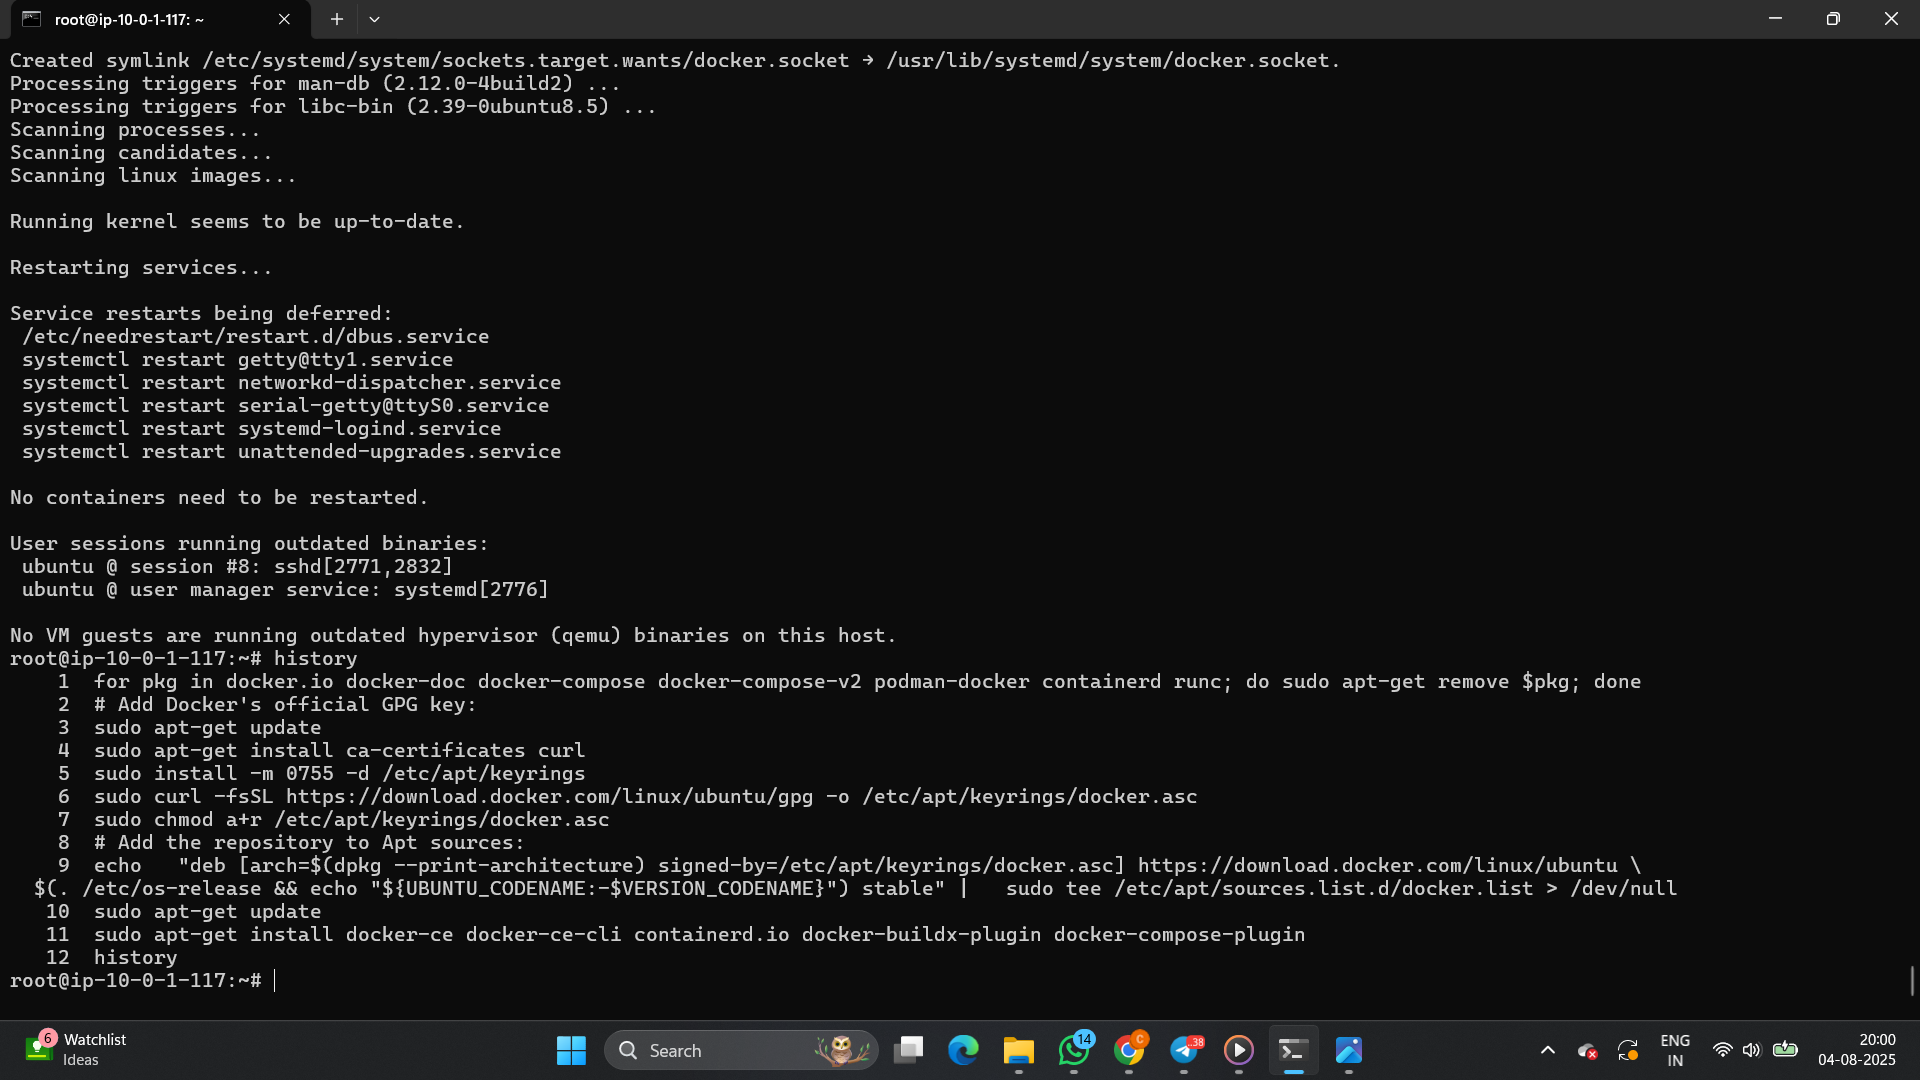 root@ip-10-0-1-117: ~
Created symlink /etc/systemd/system/sockets.target.wants/docker.socket → /usr/lib/systemd/system/docker.socket.
Processing triggers for man-db (2.12.0-4build2) ...
Processing triggers for libc-bin (2.39-0ubuntu8.5) ...
Scanning processes...
Scanning candidates...
Scanning linux images...
Running kernel seems to be up-to-date.
Restarting services...
Service restarts being deferred:
 /etc/needrestart/restart.d/dbus.service
 systemctl restart getty@tty1.service
 systemctl restart networkd-dispatcher.service
 systemctl restart serial-getty@ttyS0.service
 systemctl restart systemd-logind.service
 systemctl restart unattended-upgrades.service
No containers need to be restarted.
User sessions running outdated binaries:
 ubuntu @ session #8: sshd[2771,2832]
 ubuntu @ user manager service: systemd[2776]
No VM guests are running outdated hypervisor (qemu) binaries on this host.
root@ip-10-0-1-117:~# history
    1  for pkg in docker.io docker-doc docker-compose docker-compose-v2 podman-docker containerd runc; do sudo apt-get remove $pkg; done
    2  # Add Docker's official GPG key:
    3  sudo apt-get update
    4  sudo apt-get install ca-certificates curl
    5  sudo install -m 0755 -d /etc/apt/keyrings
    6  sudo curl -fsSL https://download.docker.com/linux/ubuntu/gpg -o /etc/apt/keyrings/docker.asc
    7  sudo chmod a+r /etc/apt/keyrings/docker.asc
    8  # Add the repository to Apt sources:
    9  echo   "deb [arch=$(dpkg --print-architecture) signed-by=/etc/apt/keyrings/docker.asc] https://download.docker.com/linux/ubuntu \
  $(. /etc/os-release && echo "${UBUNTU_CODENAME:-$VERSION_CODENAME}") stable" |   sudo tee /etc/apt/sources.list.d/docker.list > /dev/null
   10  sudo apt-get update
   11  sudo apt-get install docker-ce docker-ce-cli containerd.io docker-buildx-plugin docker-compose-plugin
   12  history
root@ip-10-0-1-117:~#
6
Watchlist
Ideas
Search
14
C
.38
ENG
IN
20:00
04-08-2025